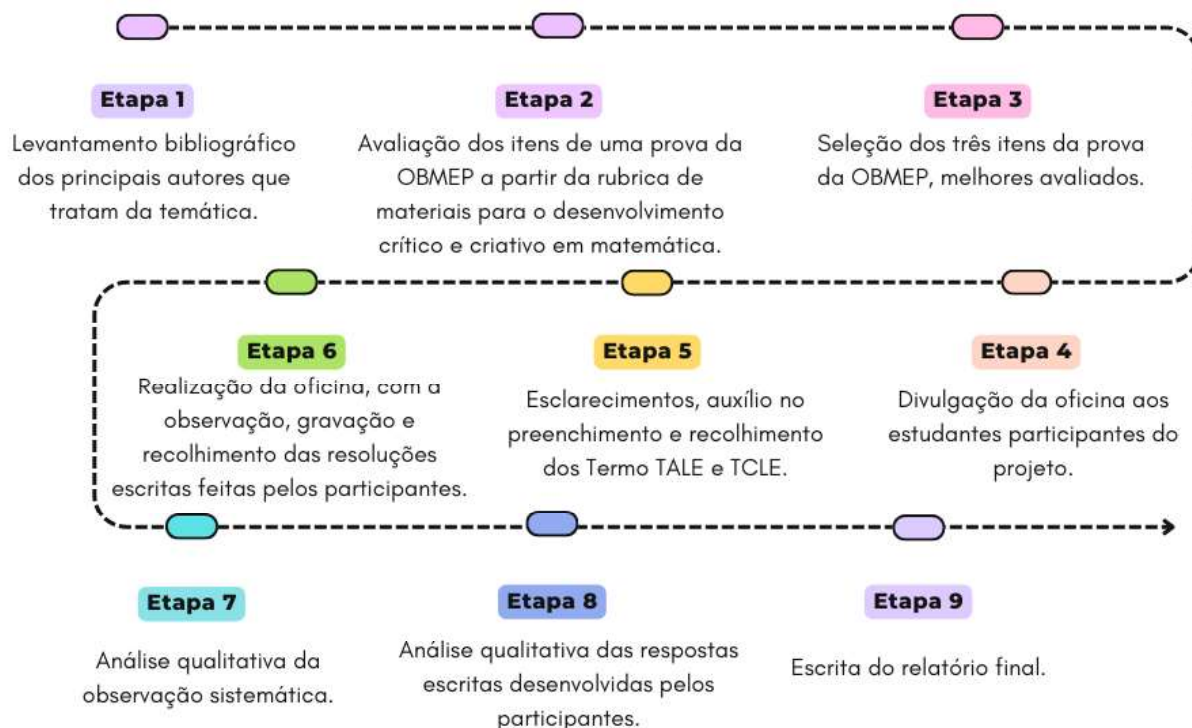 Etapa 1
Levantamento bibliográfico
dos principais autores que
tratam da temática.
Etapa 2
Avaliação dos itens de uma prova da
OBMEP a partir da rubrica de
materiais para o desenvolvimento
crítico e criativo em matemática.
Etapa 3
Seleção dos três itens da prova
da OBMEP, melhores avaliados.
Etapa 4
Divulgação da oficina aos
estudantes participantes do
projeto.
Etapa 5
Esclarecimentos, auxílio no
preenchimento e recolhimento
dos Termo TALE e TCLE.
Etapa 6
Realização da oficina, com a
observação, gravação e
recolhimento das resoluções
escritas feitas pelos participantes.
Etapa 7
Análise qualitativa da
observação sistemática.
Etapa 8
Análise qualitativa das respostas
escritas desenvolvidas pelos
participantes.
Etapa 9
Escrita do relatório final.